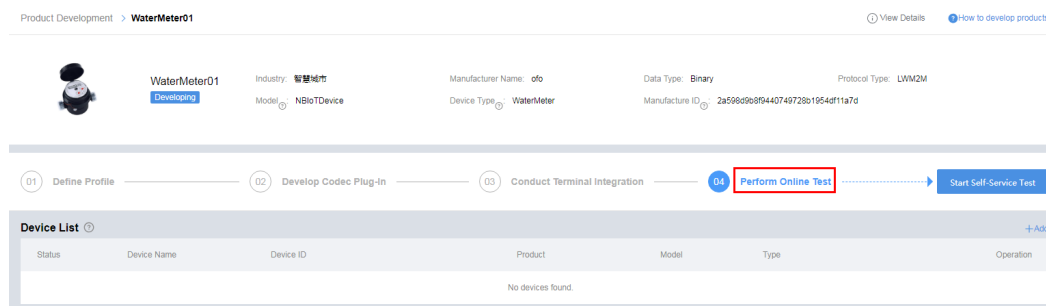 Product Development > WaterMeter01
View Details
How to develop products
WaterMeter01
Developing
Industry: 智慧城市
Manufacturer Name: ofo
Data Type: Binary
Protocol Type: LWM2M
Model : NBIoTDevice
Device Type : WaterMeter
Manufacture ID : 2a598d9b8f9440749728b1954df11a7d
01 Define Profile
02 Develop Codec Plug-In
03 Conduct Terminal Integration
04 Perform Online Test
Start Self-Service Test
Device List
+Add
Status Device Name Device ID Product Model Type Operation
No devices found.